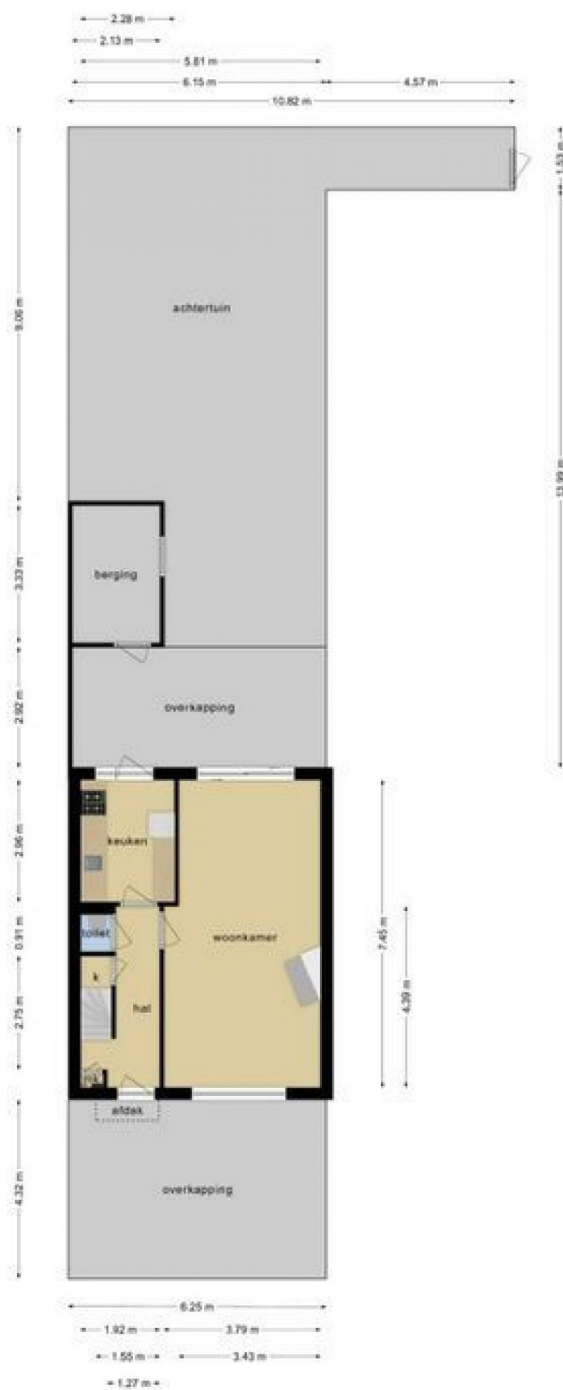 2.28 m
2.13 m
5.81 m
6.15 m
4.57 m
10.82 m
1.53 m
9.06 m
achtertuin
13.99 m
berging
3.33 m
overkapping
2.92 m
keuken
2.96 m
toilet
0.91 m
woonkamer
7.45 m
4.39 m
k
hal
2.75 m
mk
afdak
overkapping
4.32 m
6.25 m
1.92 m
3.79 m
1.55 m
3.43 m
1.27 m